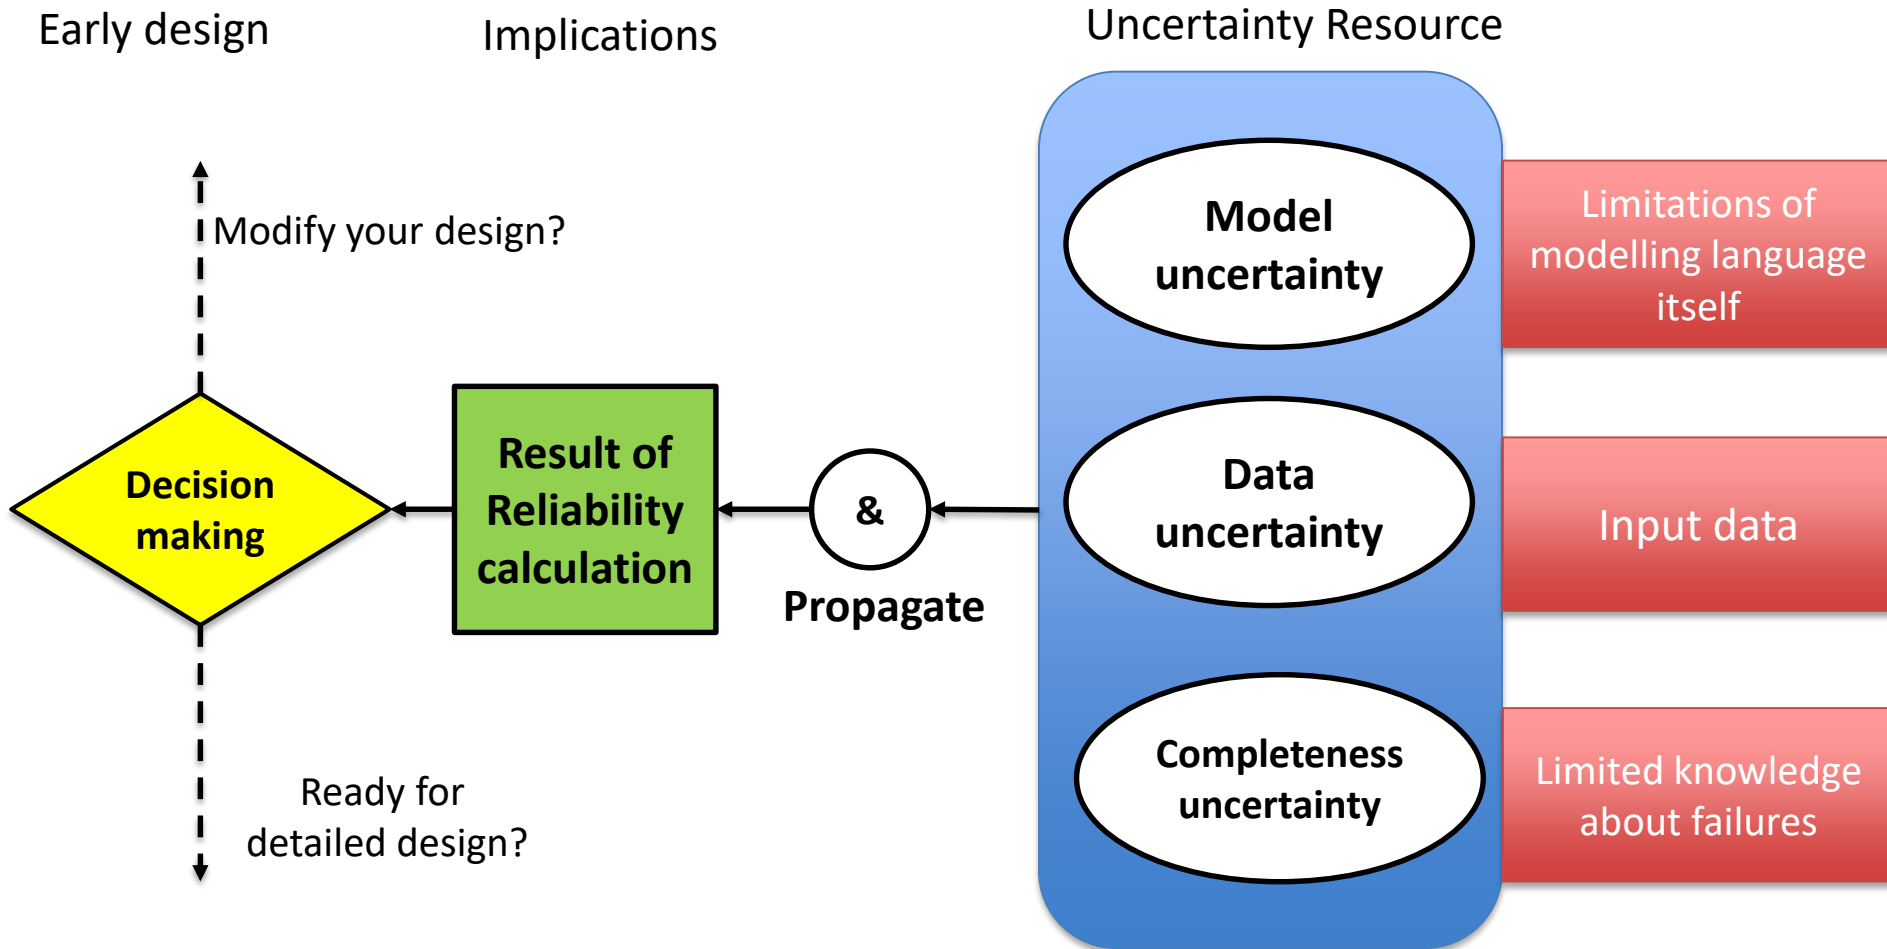 Early design
Implications
Uncertainty Resource
Modify your design?
Decision
making
Ready for
detailed design?
Result of
Reliability
calculation
&
Propagate
Model
uncertainty
Data
uncertainty
Completeness
uncertainty
Limitations of
modelling language
itself
Input data
Limited knowledge
about failures